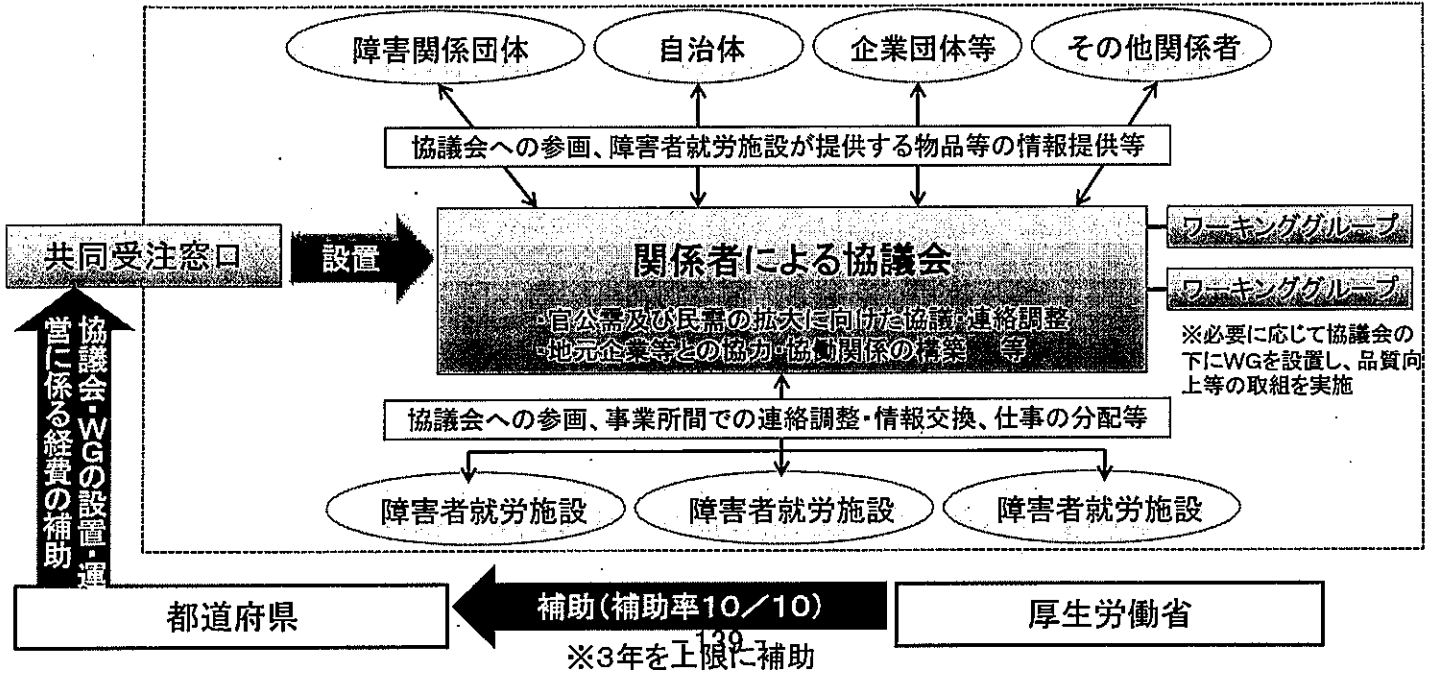 障害関係団体
自治体
企業団体等
その他関係者
協議会への参画、障害者就労施設が提供する物品等の情報提供等
共同受注窓口
設置
関係者による協議会
・官公需及び民需の拡大に向けた協議・連絡調整
・地元企業等との協力・協働関係の構築　等
ワーキンググループ
ワーキンググループ
※必要に応じて協議会の
下にWGを設置し、品質向
上等の取組を実施
協議会・WGの設置・運
営に係る経費の補助
協議会への参画、事業所間での連絡調整・情報交換、仕事の分配等
障害者就労施設
障害者就労施設
障害者就労施設
都道府県
補助(補助率10/10)
厚生労働省
- 139 -
※3年を上限に補助